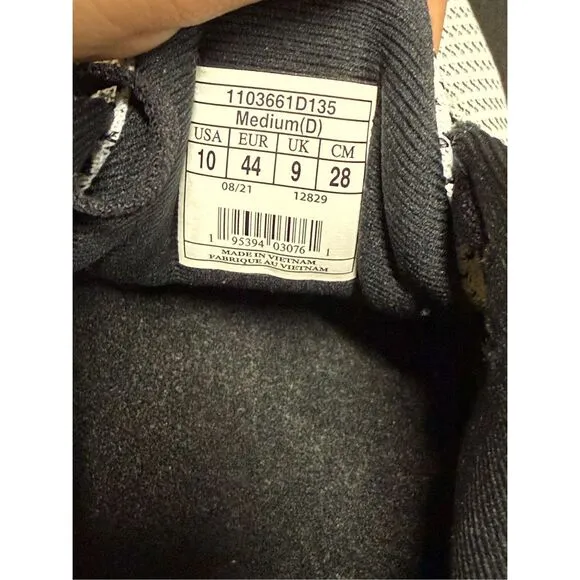 1103661D135
Medium(D)
USA EUR UK CM
10 44 9 28
08/21 12829
1 95394 03076 1
MADE IN VIETNAM
FABRIQUE AU VIETNAM